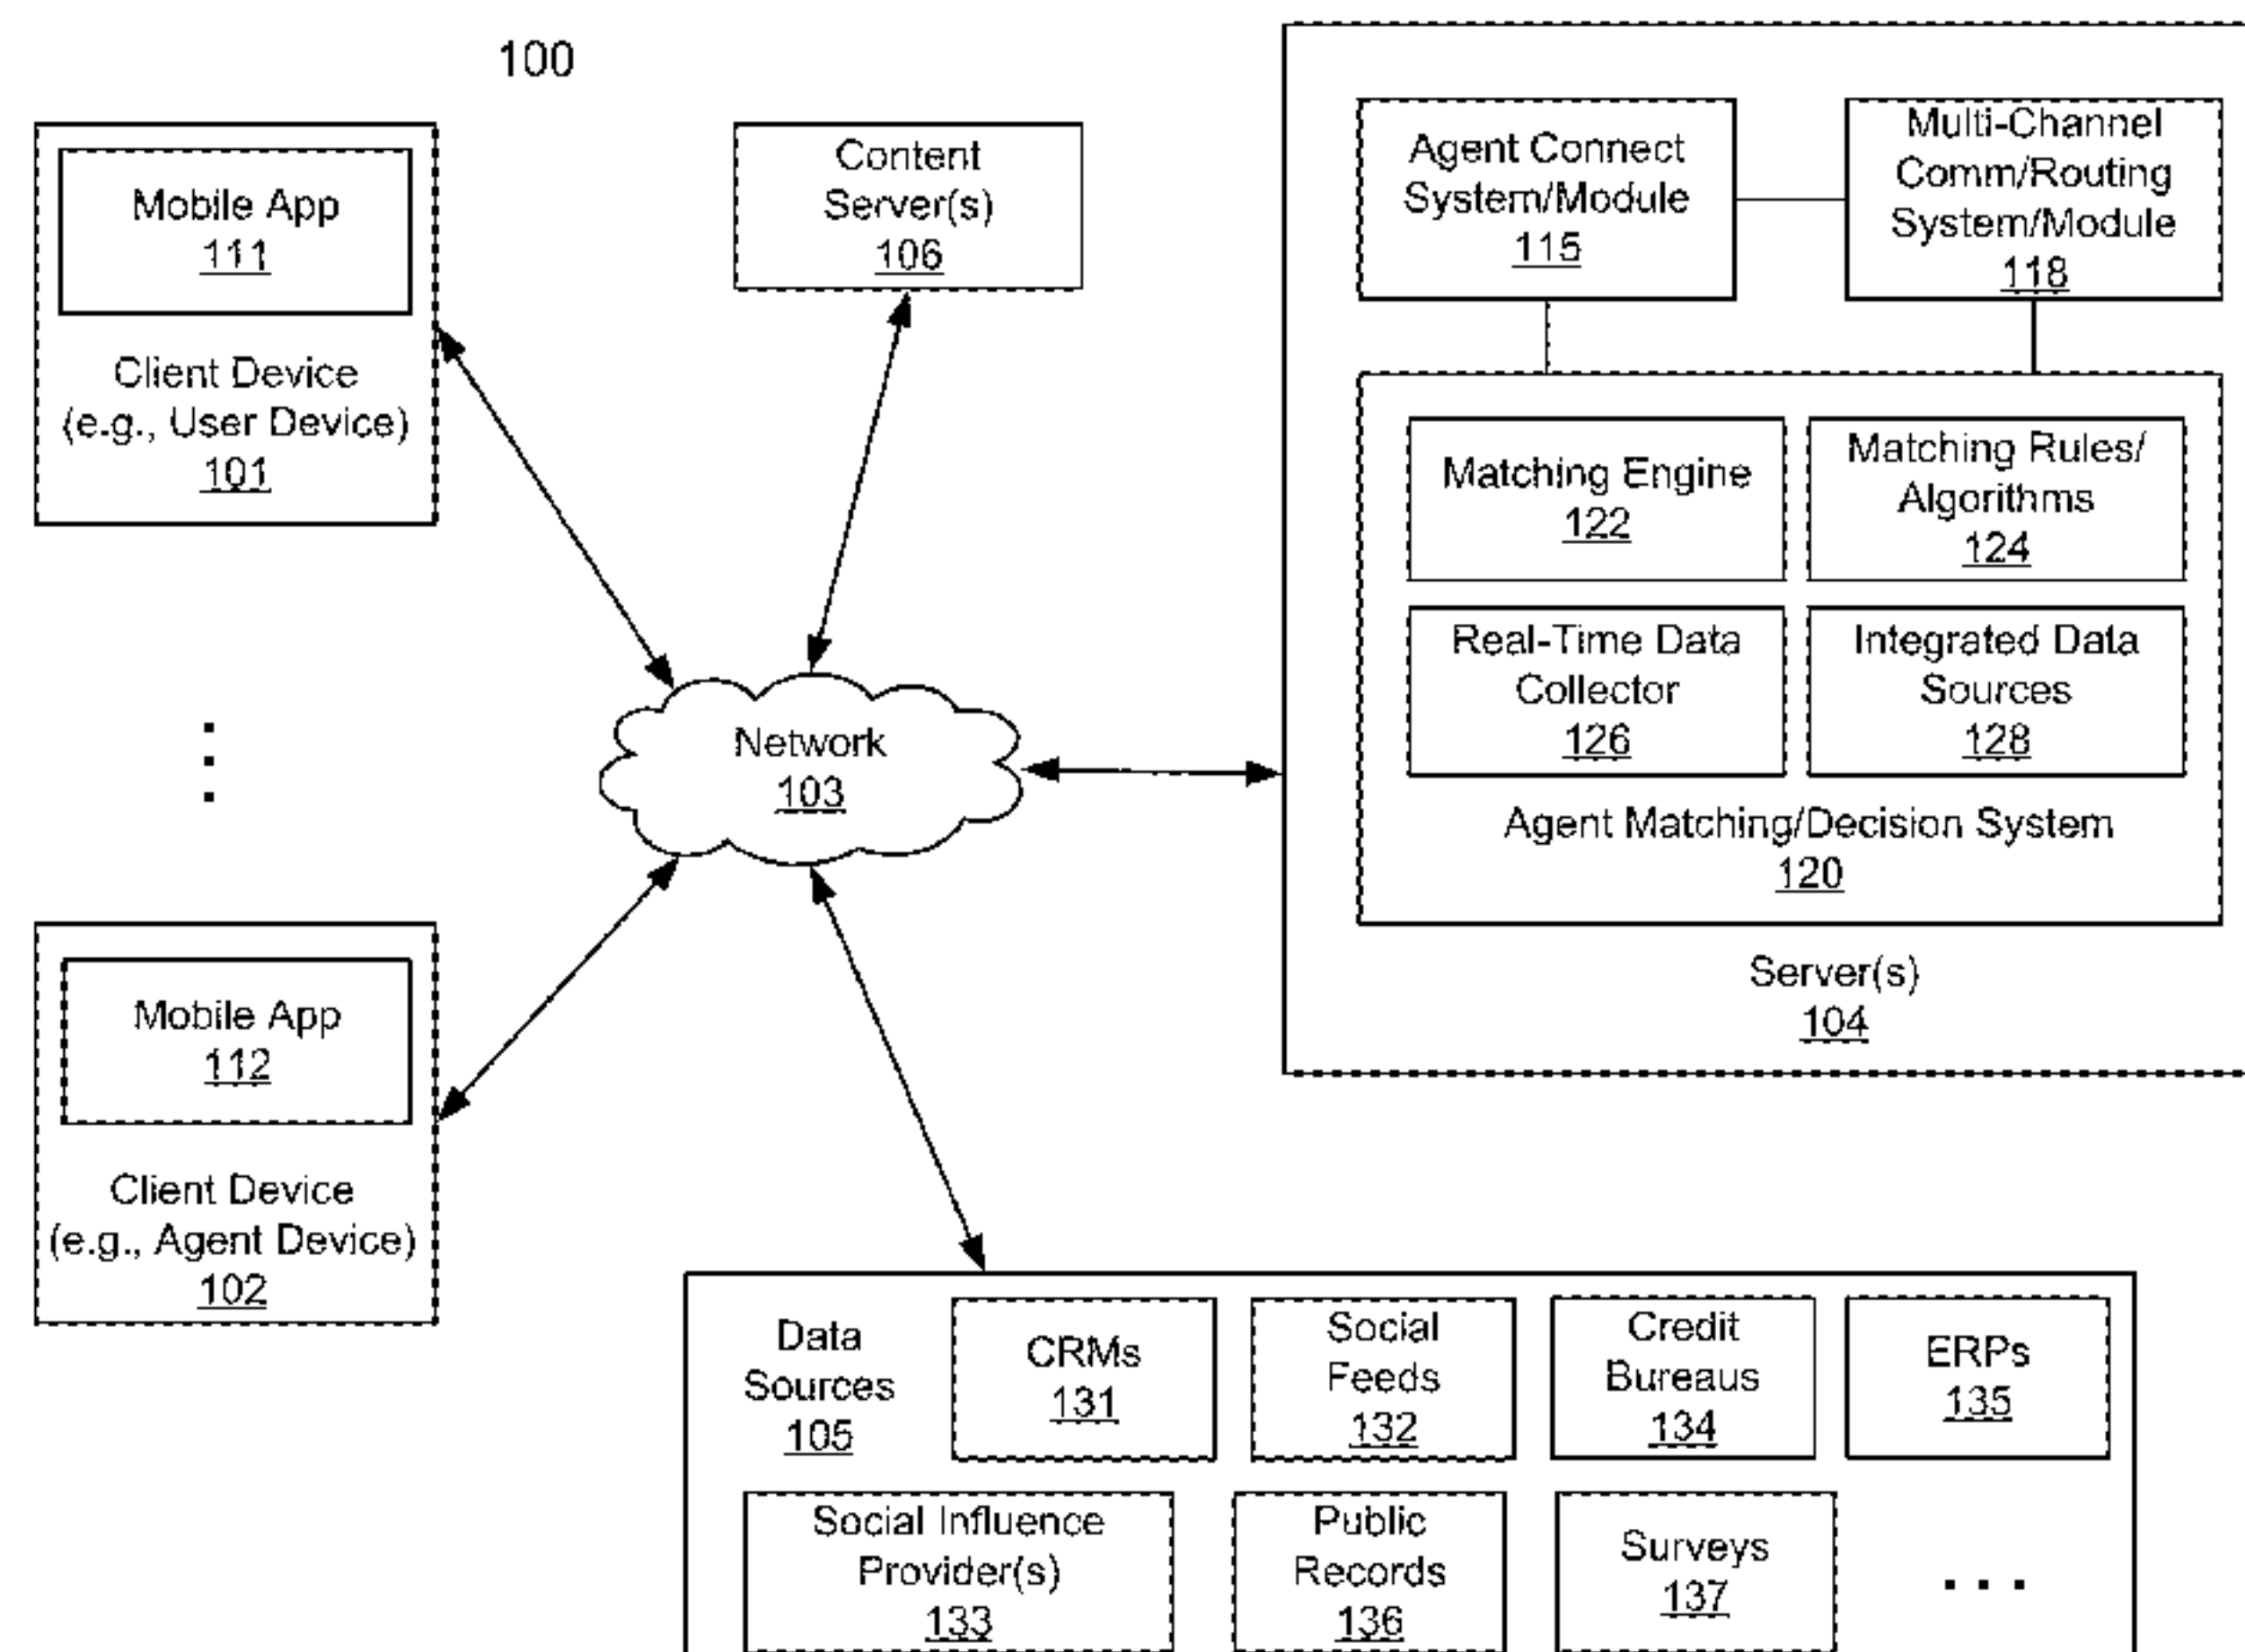 100
Mobile App
111
Client Device
(e.g., User Device)
101
Content
Server(s)
106
Agent Connect
System/Module
115
Multi-Channel
Comm/Routing
System/Module
118
Matching Engine
122
Matching Rules/
Algorithms
124
Real-Time Data
Collector
126
Integrated Data
Sources
128
Agent Matching/Decision System
120
Server(s)
104
Network
103
Mobile App
112
Client Device
(e.g., Agent Device)
102
Data
Sources
105
CRMs
131
Social
Feeds
132
Credit
Bureaus
134
ERPs
135
Social Influence
Provider(s)
133
Public
Records
136
Surveys
137